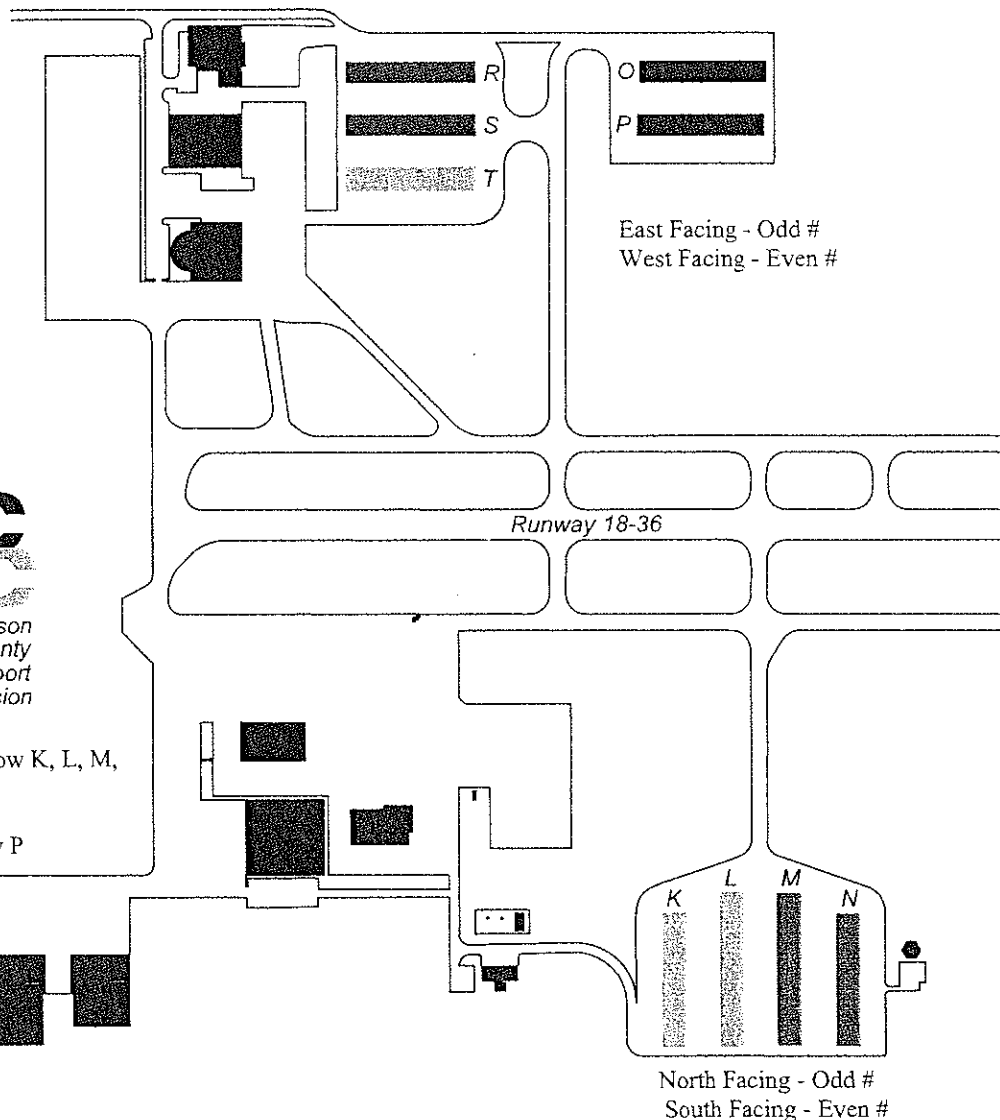 R
O
S
P
T
East Facing - Odd #
West Facing - Even #
Runway 18-36
C
C
son
nty
port
sion
ow K, L, M,
P
K
L
M
N
North Facing - Odd #
South Facing - Even #